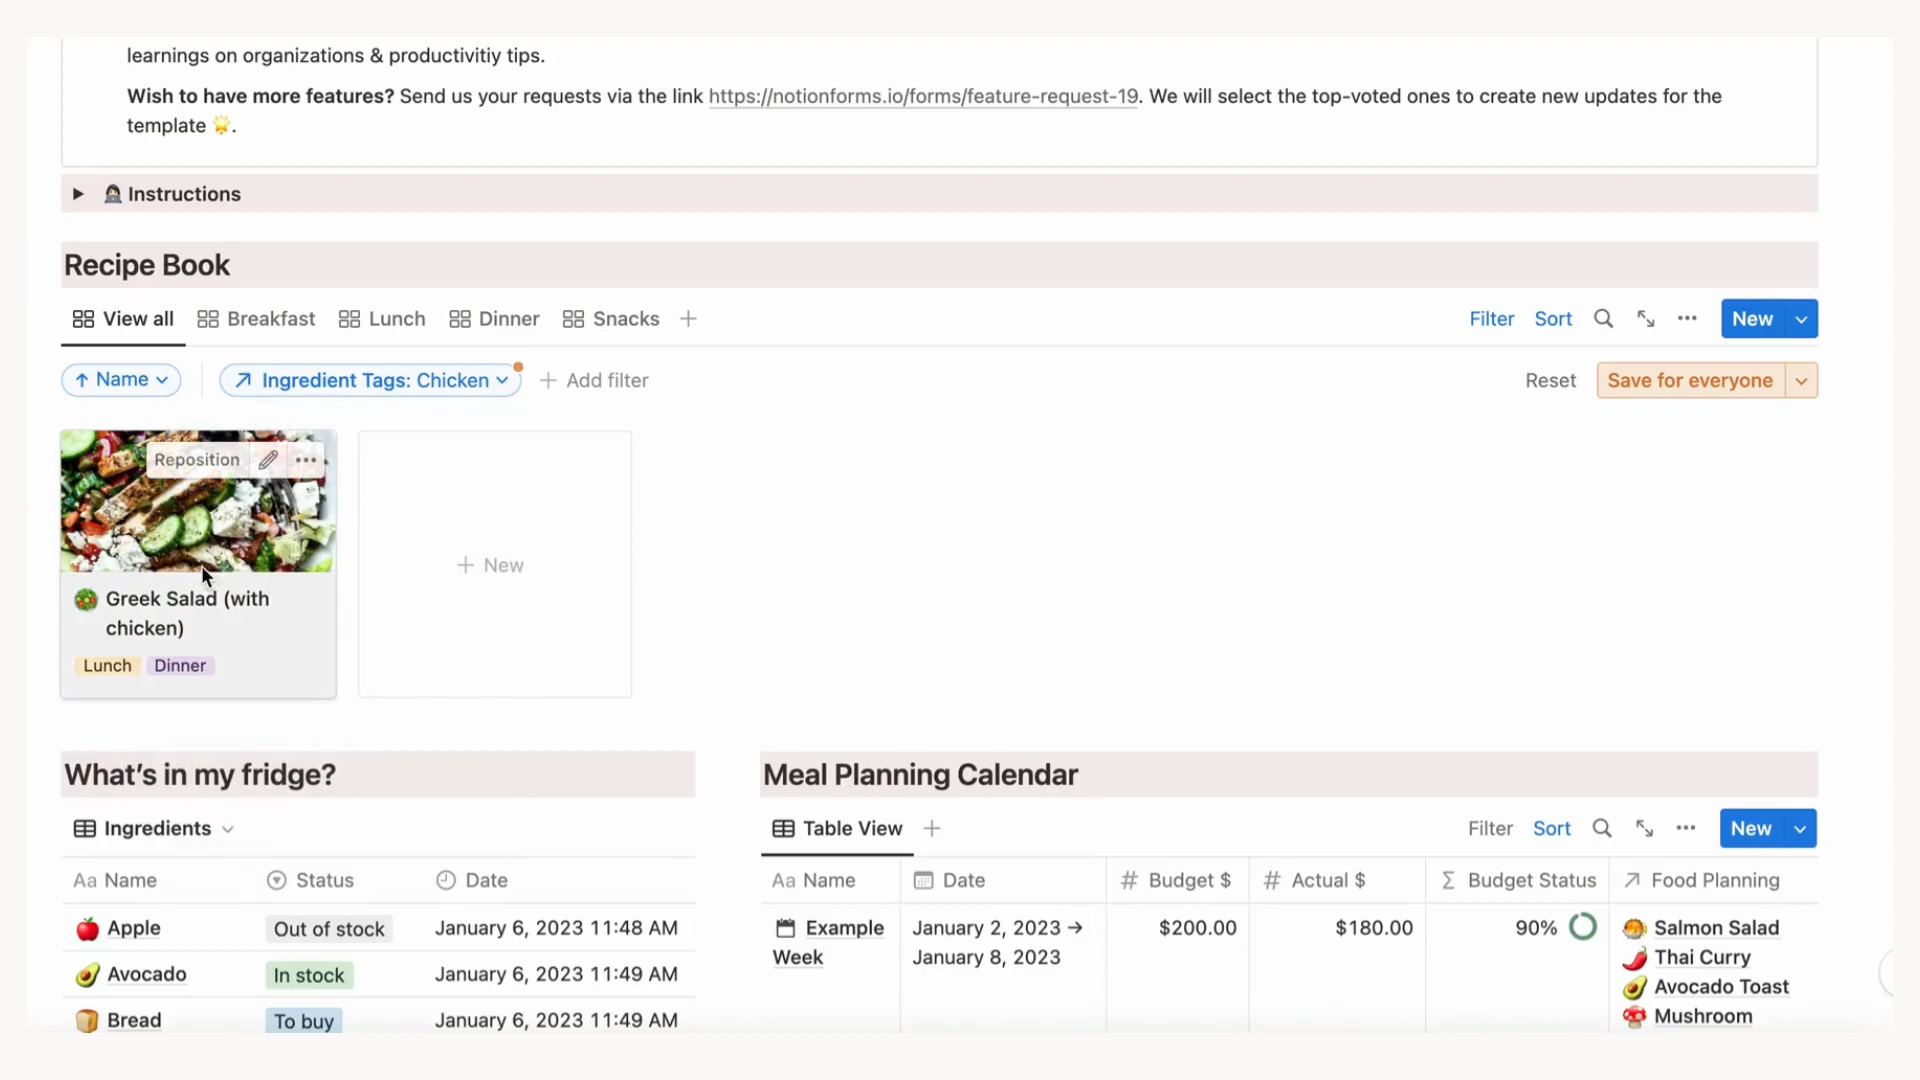 learnings on organizations & productivitiy tips.
Wish to have more features? Send us your requests via the link https://notionforms.io/forms/feature-request-19. We will select the top-voted ones to create new updates for the
template 🌟.
Instructions
Recipe Book
View all Breakfast Lunch Dinner Snacks
Filter Sort New
Name Ingredient Tags: Chicken Add filter
Reset Save for everyone
Reposition
Greek Salad (with
chicken)
Lunch Dinner
+ New
What's in my fridge?
Ingredients
Aa Name Status Date
Apple Out of stock January 6, 2023 11:48 AM
Avocado In stock January 6, 2023 11:49 AM
Bread To buy January 6, 2023 11:49 AM
Meal Planning Calendar
Table View
Filter Sort New
Aa Name Date # Budget $ # Actual $ Σ Budget Status Food Planning
Example January 2, 2023 → $200.00 $180.00 90% Salmon Salad
Week January 8, 2023 Thai Curry
Avocado Toast
Mushroom